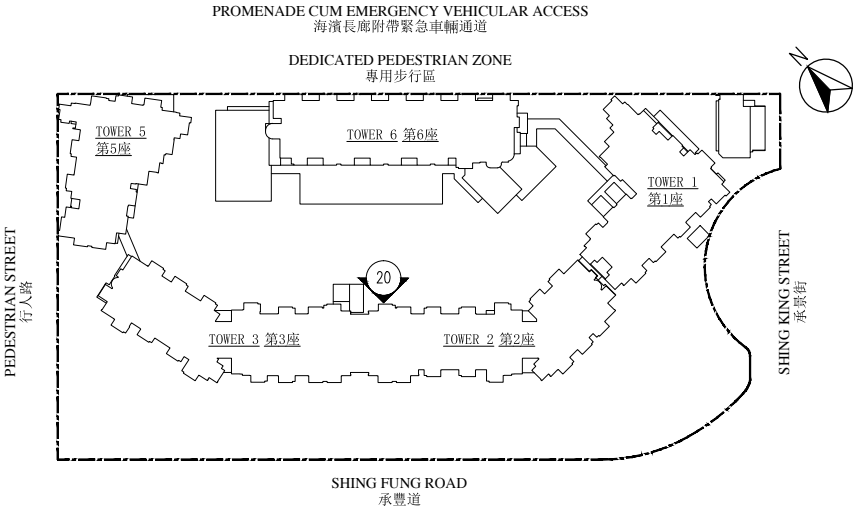 PROMENADE CUM EMERGENCY VEHICULAR ACCESS
海濱長廊附帶緊急車輛通道
DEDICATED PEDESTRIAN ZONE
專用步行區
N
TOWER 5
第5座
TOWER 6 第6座
TOWER 1
第1座
PEDESTRIAN STREET
行人路
SHING KING STREET
承景街
20
TOWER 3 第3座
TOWER 2 第2座
SHING FUNG ROAD
承豐道